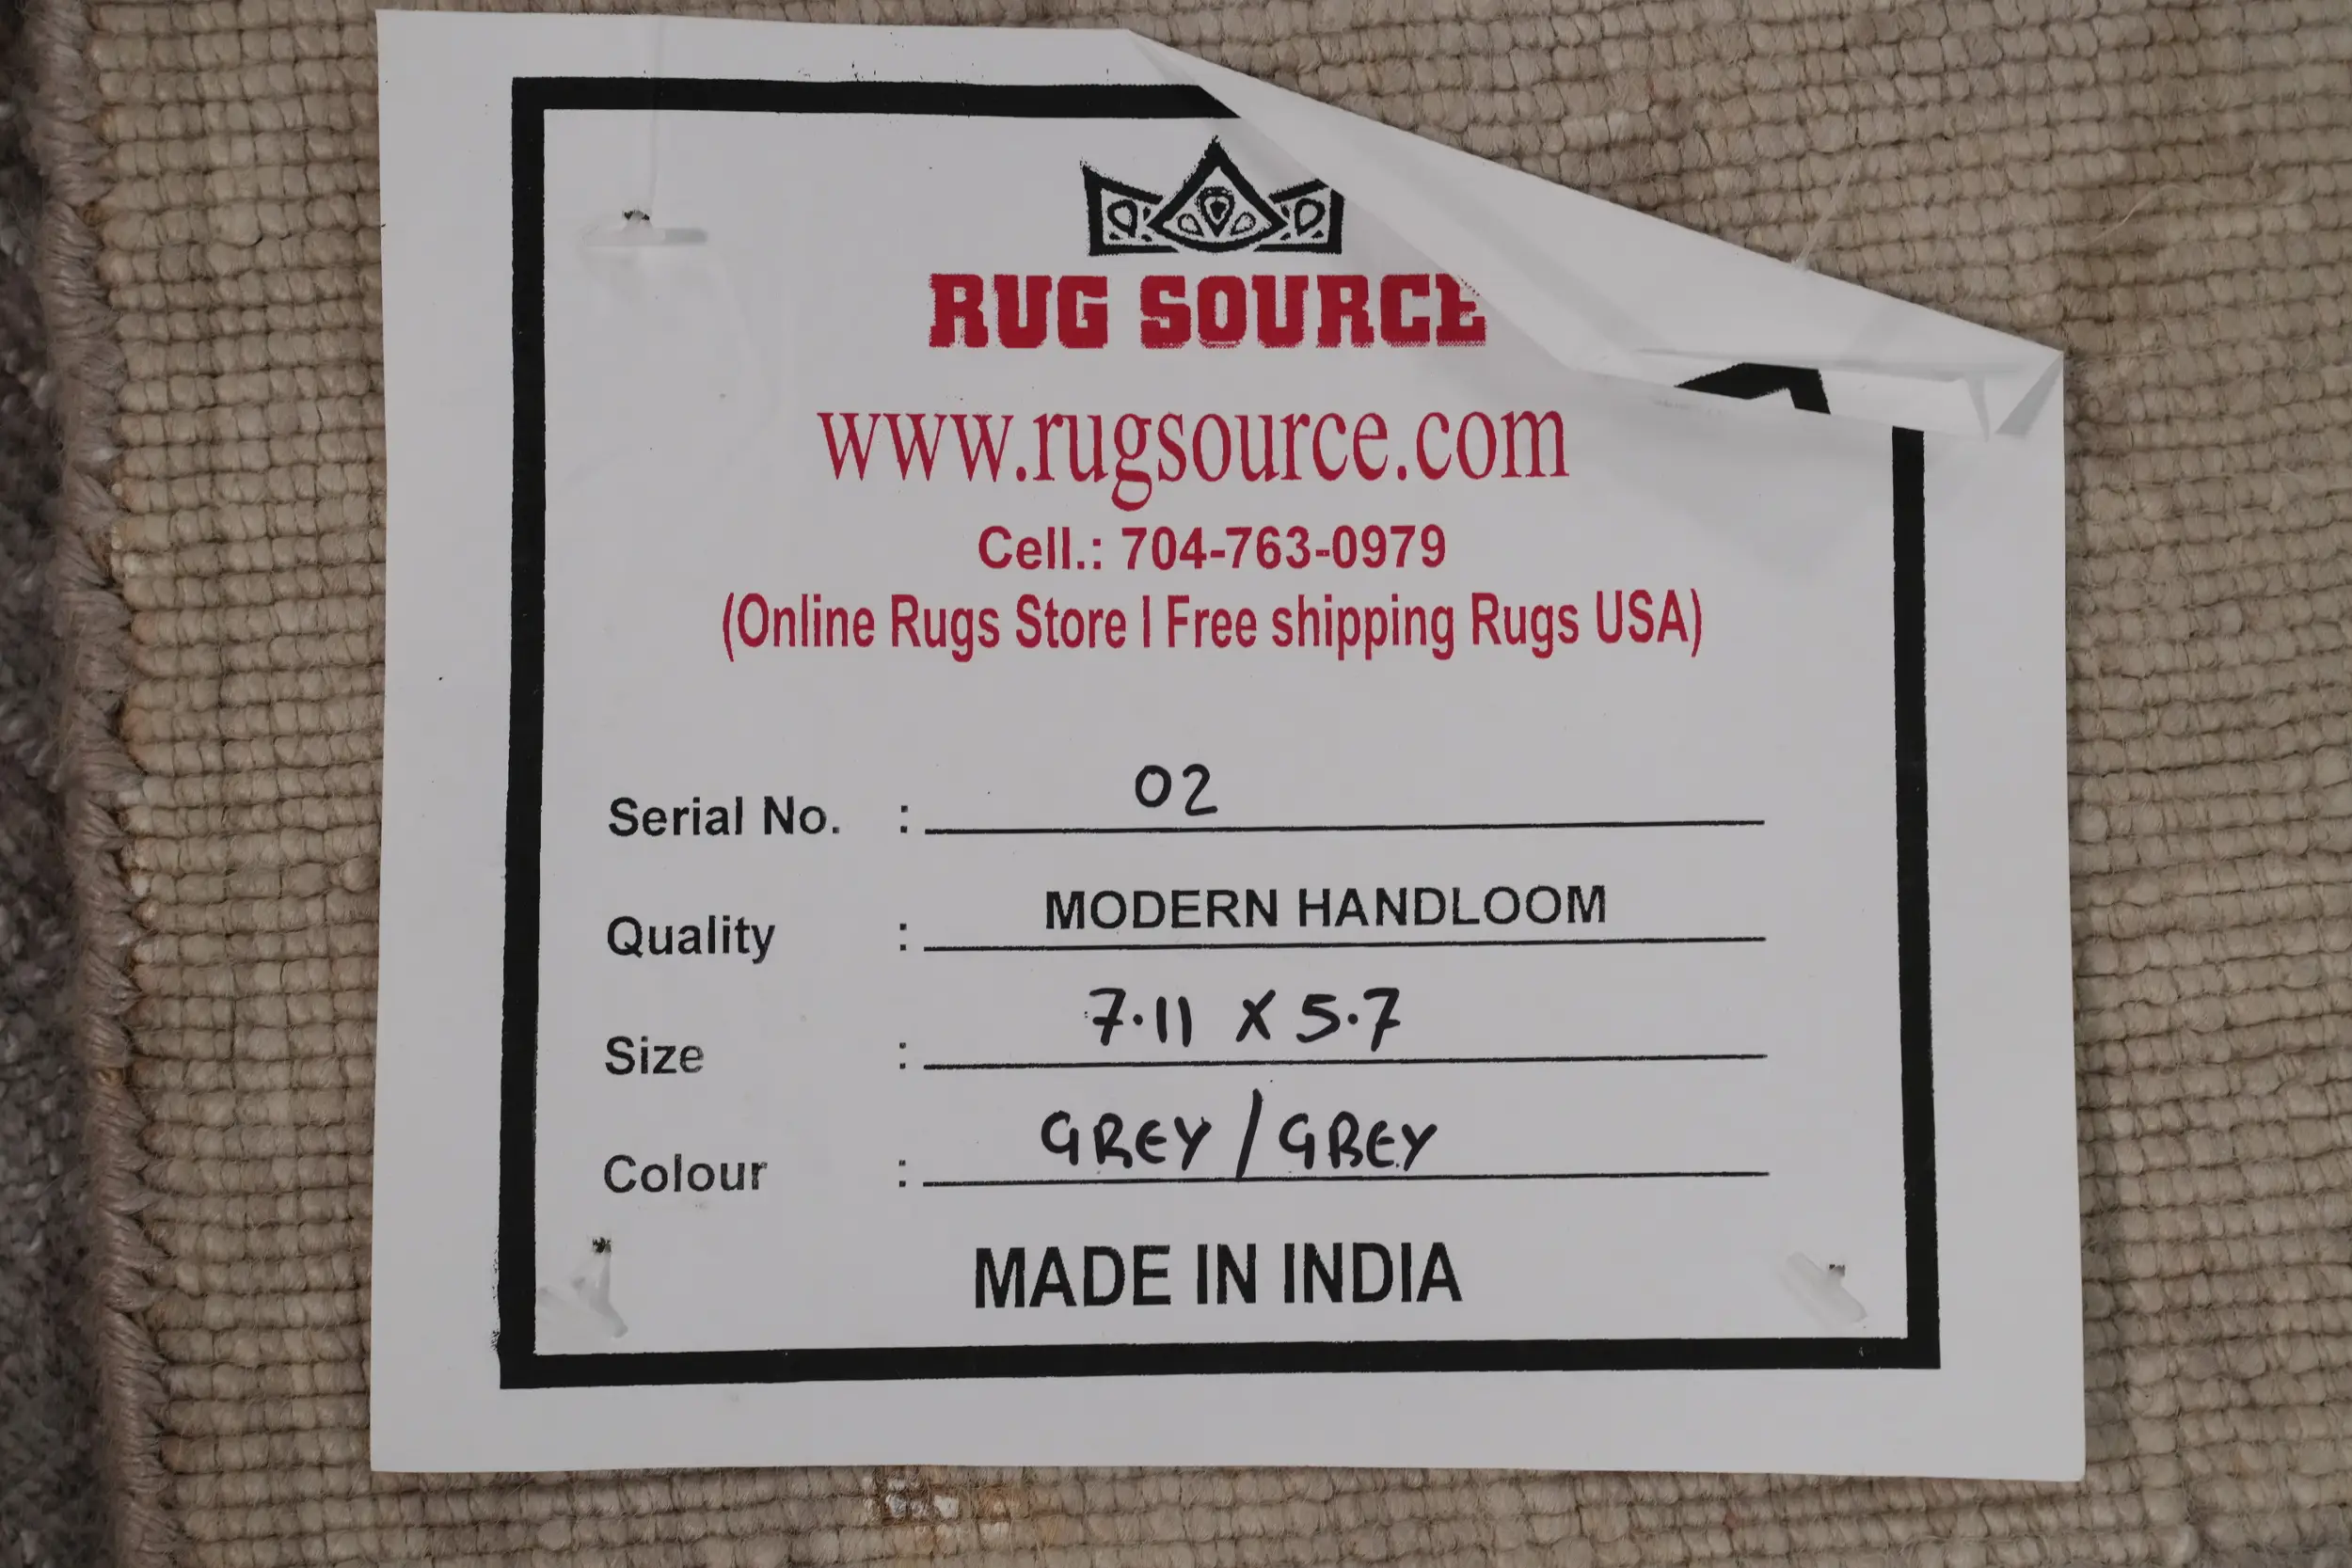 RUG SOURCE
www.rugsource.com
Cell.: 704-763-0979
(Online Rugs Store | Free shipping Rugs USA)
Serial No. : 02
Quality : MODERN HANDLOOM
Size : 7.11 X 5.7
Colour : GREY / GREY
MADE IN INDIA